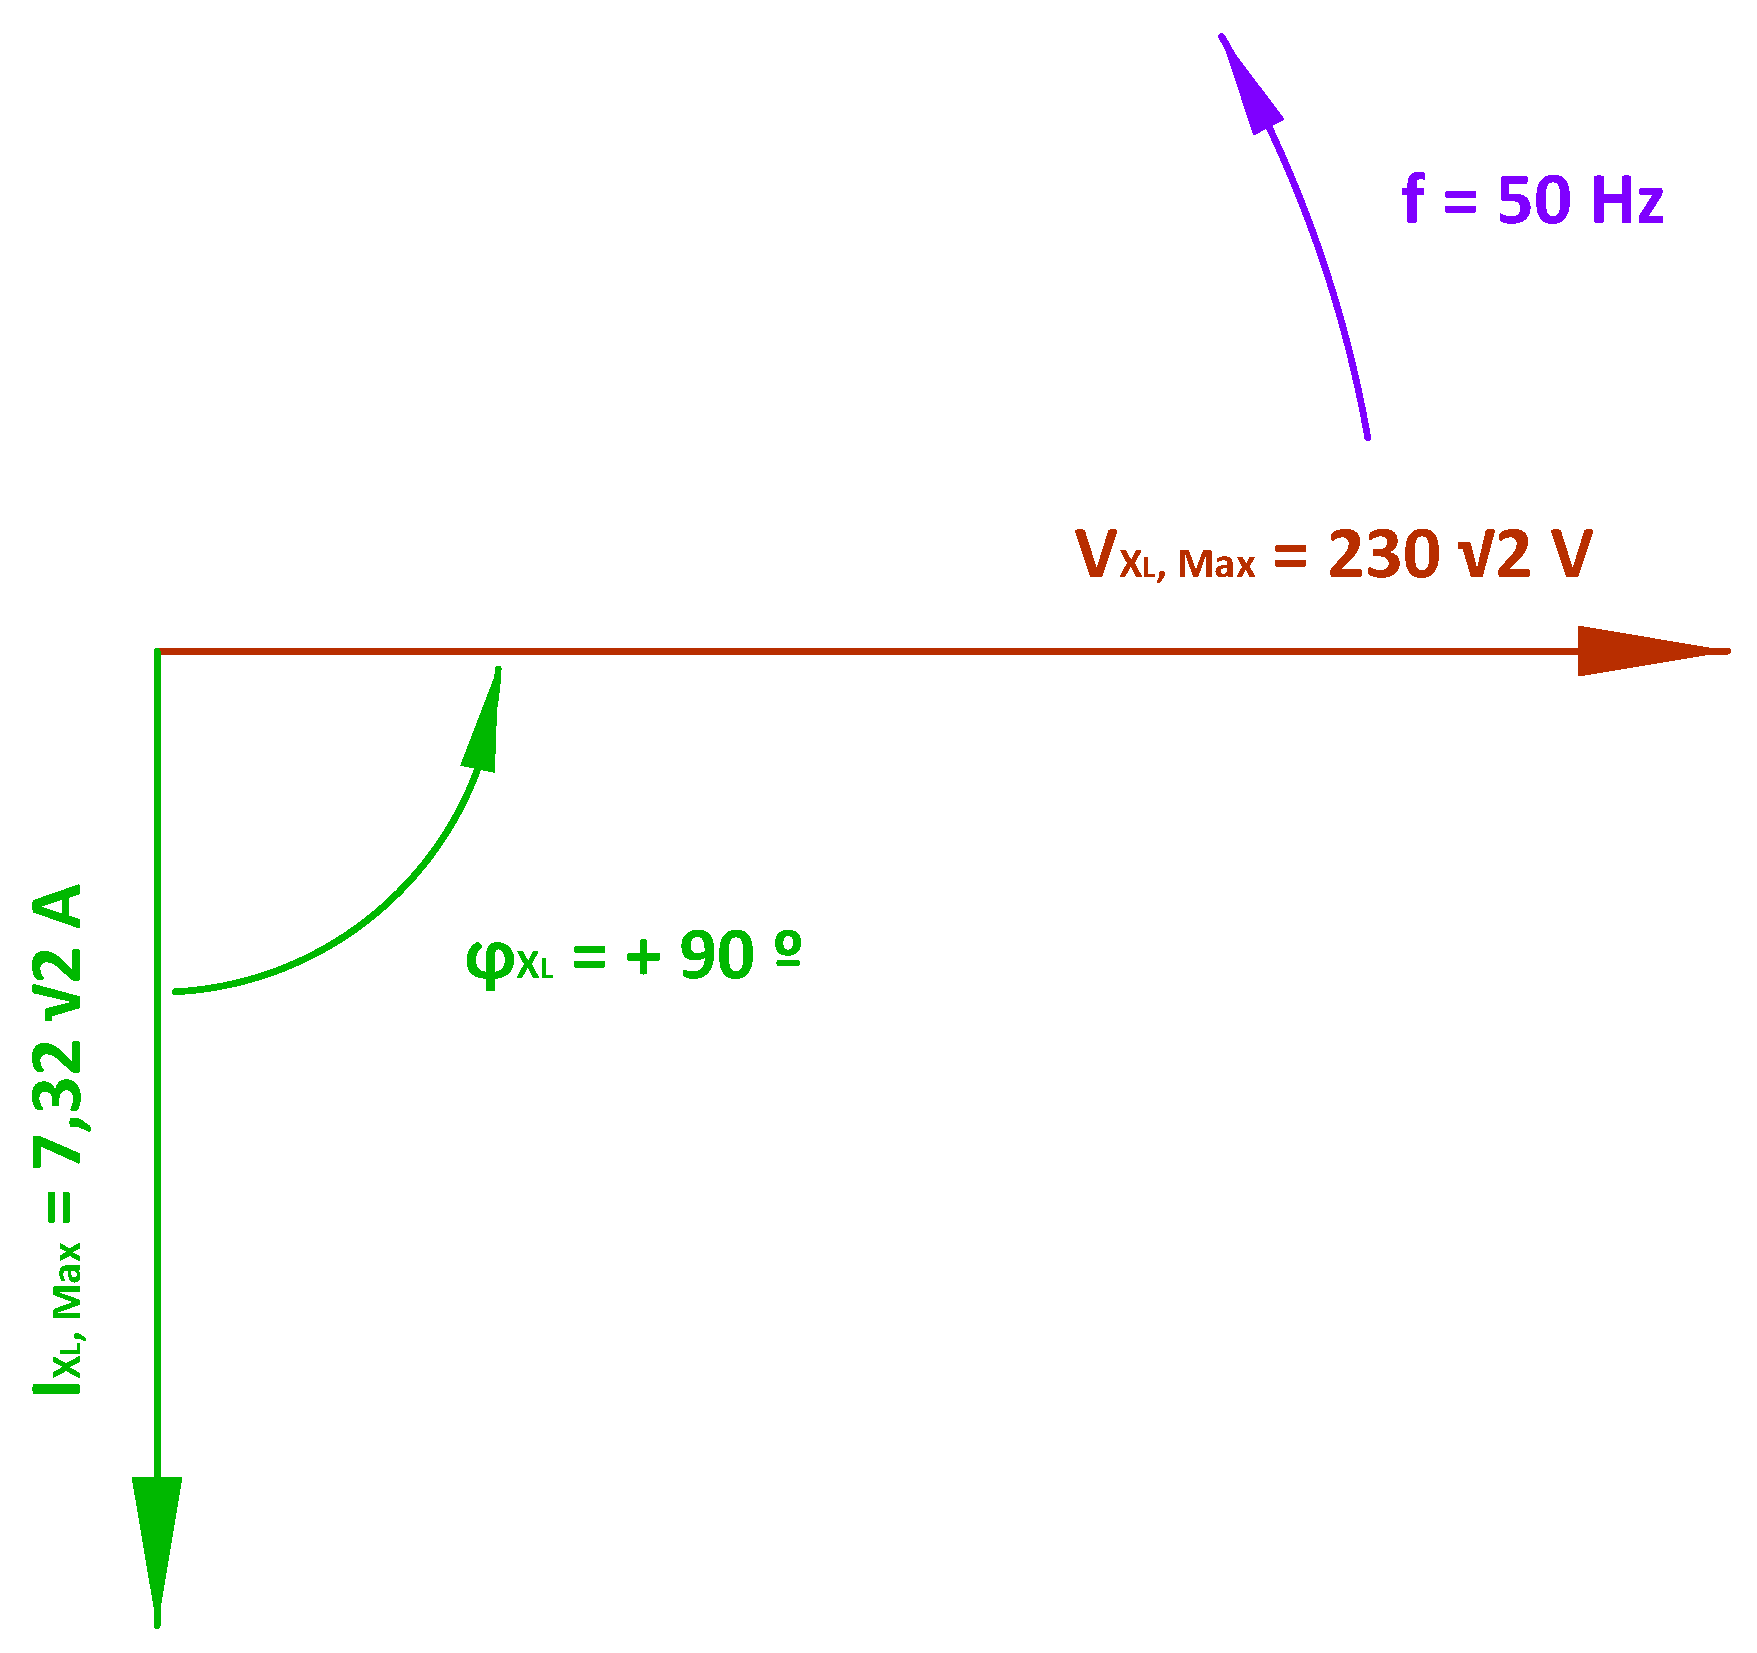 f = 50 Hz
VXL, Max = 230 √2 V
φXL = + 90 º
IXL, Max = 7,32 √2 A